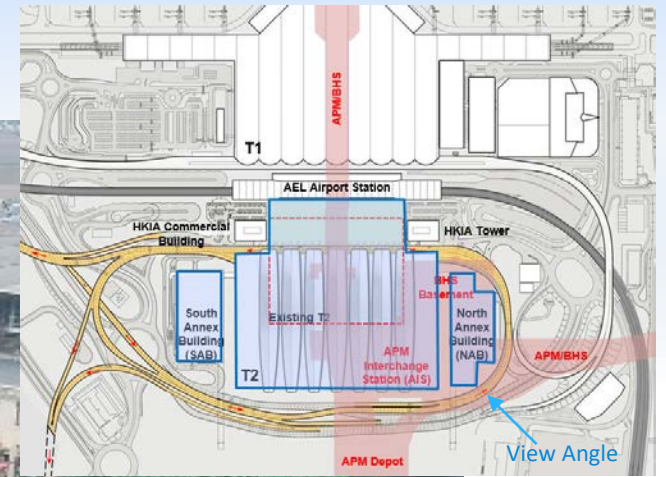 APM/BHS
T1
AEL Airport Station
HKIA Commercial
Building
HKIA Tower
BHS
Basement
South
Annex
Building
(SAB)
Existing T2
North
Annex
Building
(NAB)
APM
Interchange
Station (AIS)
T2
APM/BHS
View Angle
APM Depot